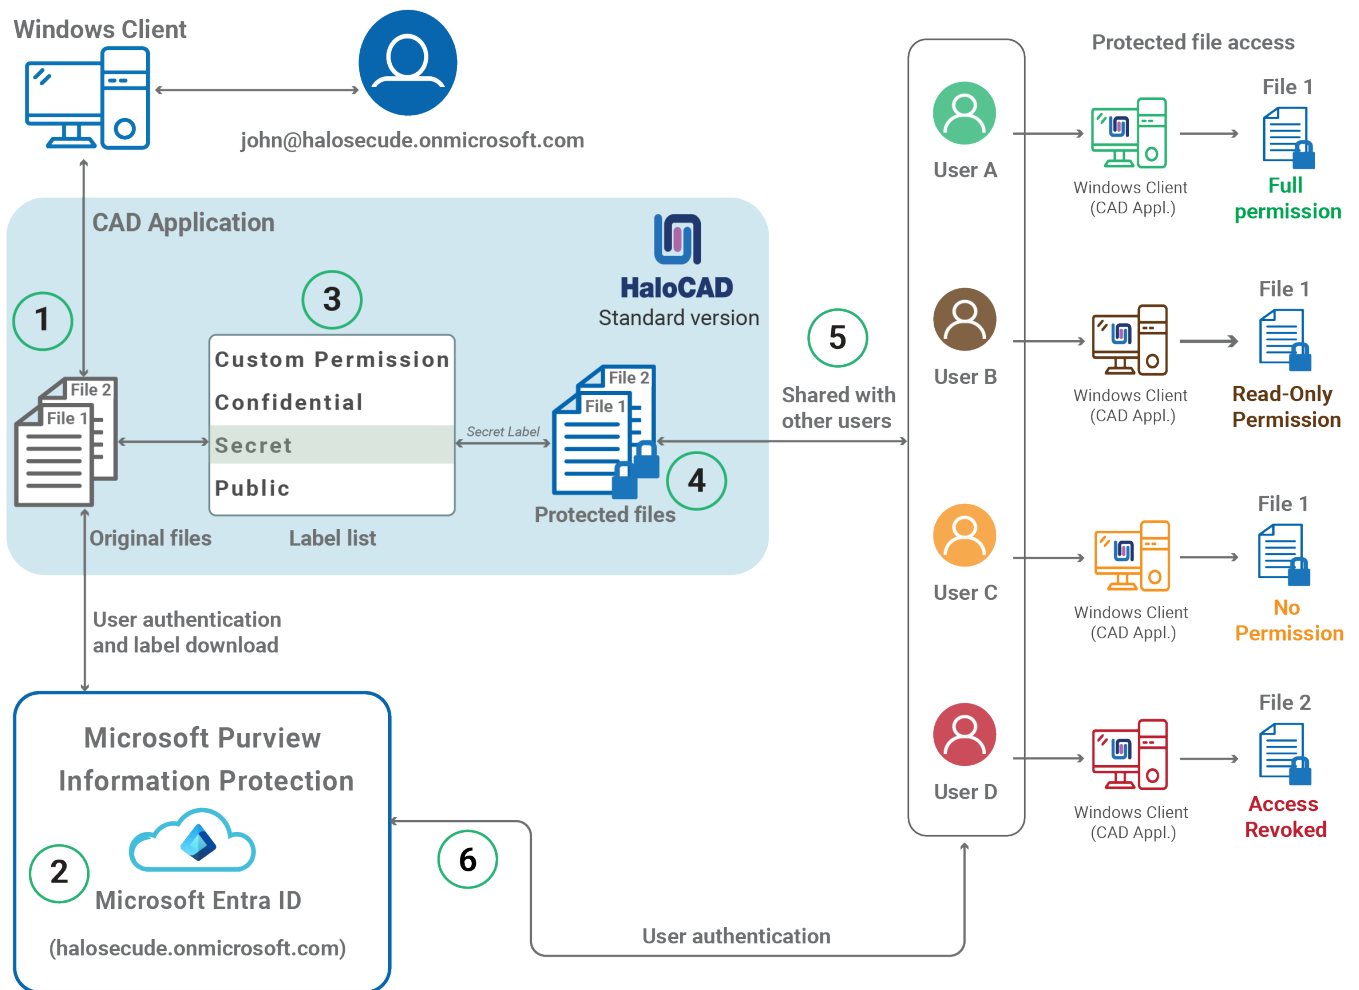 Windows Client
john@halosecude.onmicrosoft.com
CAD Application
HaloCAD
Standard version
1
3
Custom Permission
Confidential
Secret
Public
File 2
File 1
Original files
Label list
Secret Label
File 2
File 1
4
Protected files
5
Shared with
other users
User authentication
and label download
Microsoft Purview
Information Protection
2
Microsoft Entra ID
(halosecude.onmicrosoft.com)
6
User authentication
Protected file access
User A
Windows Client
(CAD Appl.)
File 1
Full
permission
User B
Windows Client
(CAD Appl.)
File 1
Read-Only
Permission
User C
Windows Client
(CAD Appl.)
File 1
No
Permission
User D
Windows Client
(CAD Appl.)
File 2
Access
Revoked